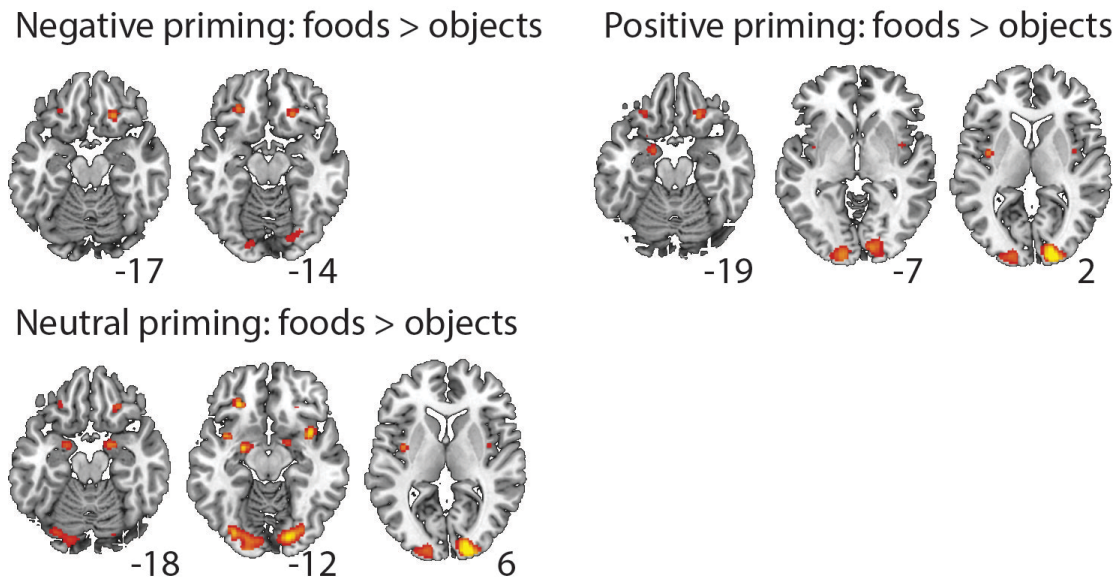 Negative priming: foods > objects
-17 -14
Positive priming: foods > objects
-19 -7 2
Neutral priming: foods > objects
-18 -12 6